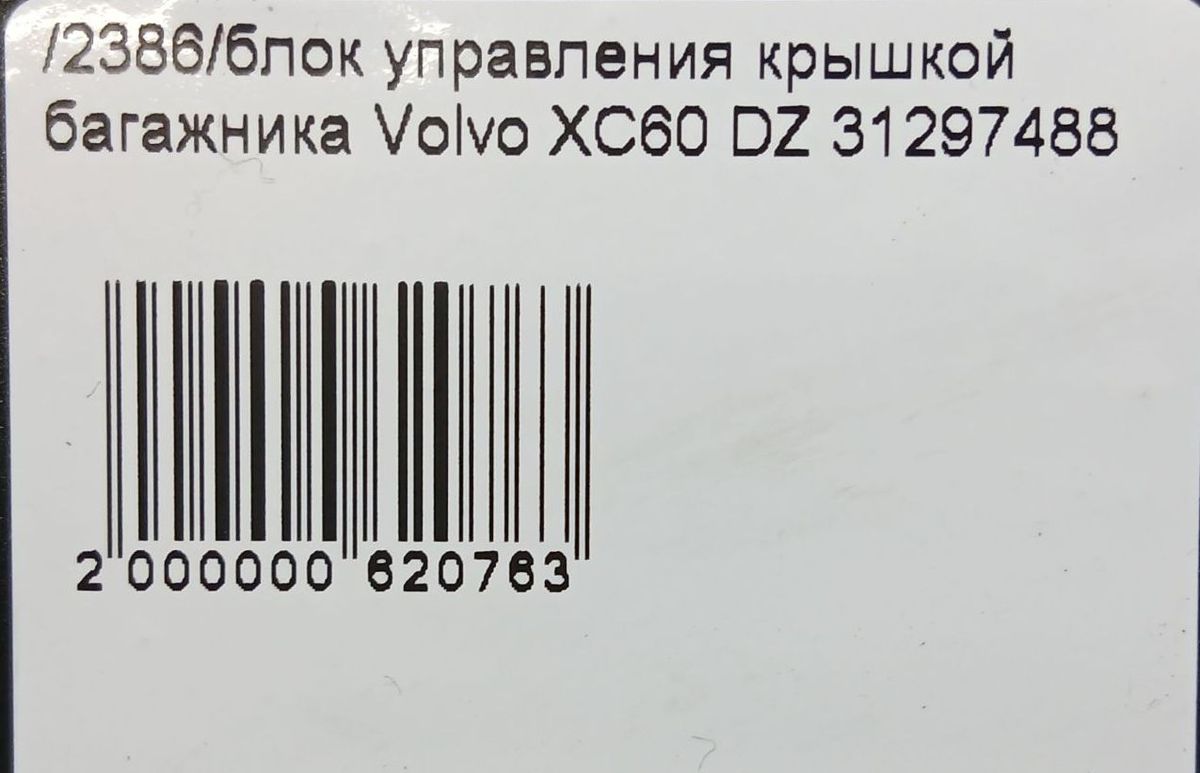 /2386/блок управления крышкой
багажника Volvo XC60 DZ 31297488
2 000000 620763